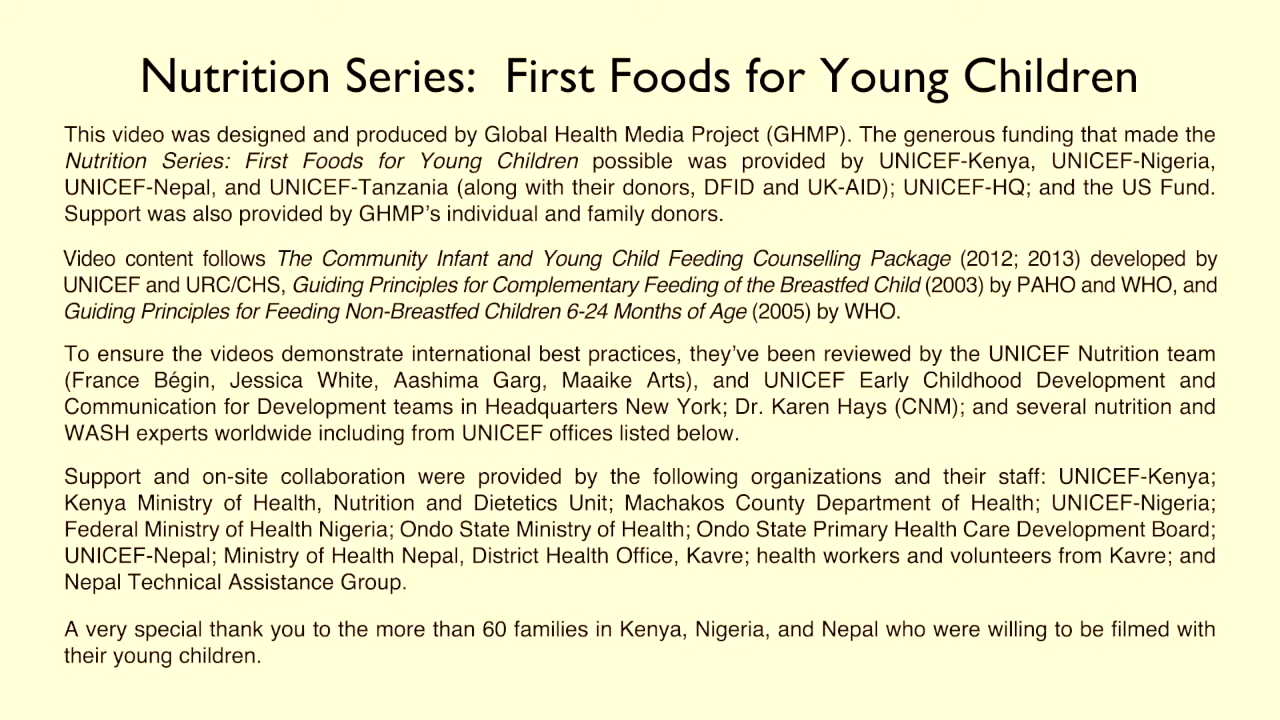 Nutrition Series: First Foods for Young Children
This video was designed and produced by Global Health Media Project (GHMP). The generous funding that made the
Nutrition Series: First Foods for Young Children possible was provided by UNICEF-Kenya, UNICEF-Nigeria,
UNICEF-Nepal, and UNICEF-Tanzania (along with their donors, DFID and UK-AID); UNICEF-HQ; and the US Fund.
Support was also provided by GHMP’s individual and family donors.
Video content follows The Community Infant and Young Child Feeding Counselling Package (2012; 2013) developed by
UNICEF and URC/CHS, Guiding Principles for Complementary Feeding of the Breastfed Child (2003) by PAHO and WHO, and
Guiding Principles for Feeding Non-Breastfed Children 6-24 Months of Age (2005) by WHO.
To ensure the videos demonstrate international best practices, they’ve been reviewed by the UNICEF Nutrition team
(France Bégin, Jessica White, Aashima Garg, Maaike Arts), and UNICEF Early Childhood Development and
Communication for Development teams in Headquarters New York; Dr. Karen Hays (CNM); and several nutrition and
WASH experts worldwide including from UNICEF offices listed below.
Support and on-site collaboration were provided by the following organizations and their staff: UNICEF-Kenya;
Kenya Ministry of Health, Nutrition and Dietetics Unit; Machakos County Department of Health; UNICEF-Nigeria;
Federal Ministry of Health Nigeria; Ondo State Ministry of Health; Ondo State Primary Health Care Development Board;
UNICEF-Nepal; Ministry of Health Nepal, District Health Office, Kavre; health workers and volunteers from Kavre; and
Nepal Technical Assistance Group.
A very special thank you to the more than 60 families in Kenya, Nigeria, and Nepal who were willing to be filmed with
their young children.